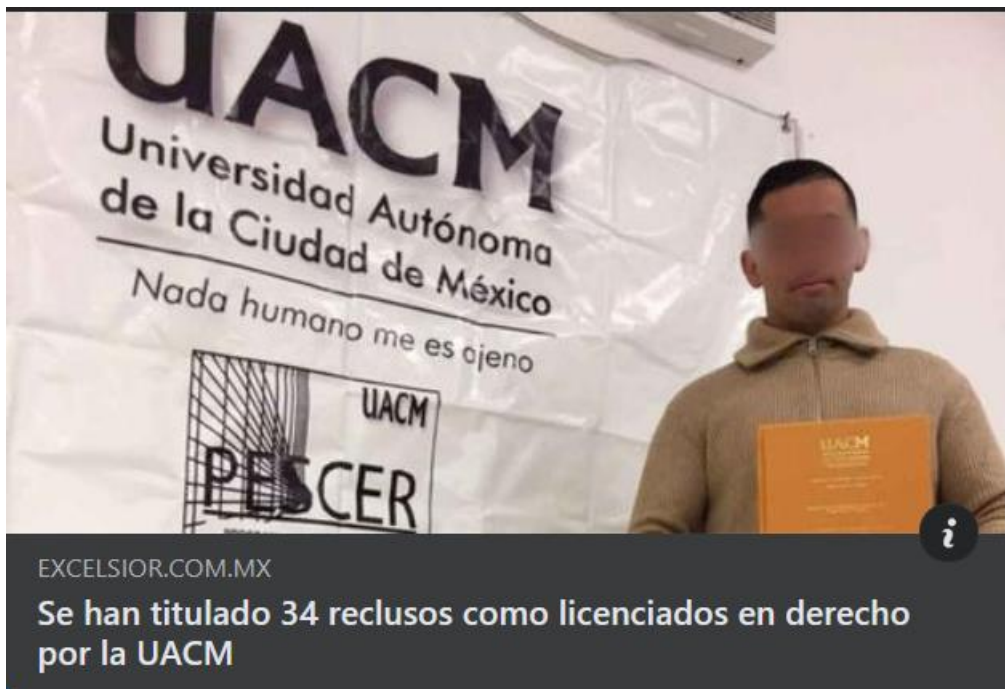 UACM
Universidad Autónoma
de la Ciudad de México
Nada humano me es ajeno
UACM
PESCER
UACM
i
EXCELSIOR.COM.MX
Se han titulado 34 reclusos como licenciados en derecho
por la UACM